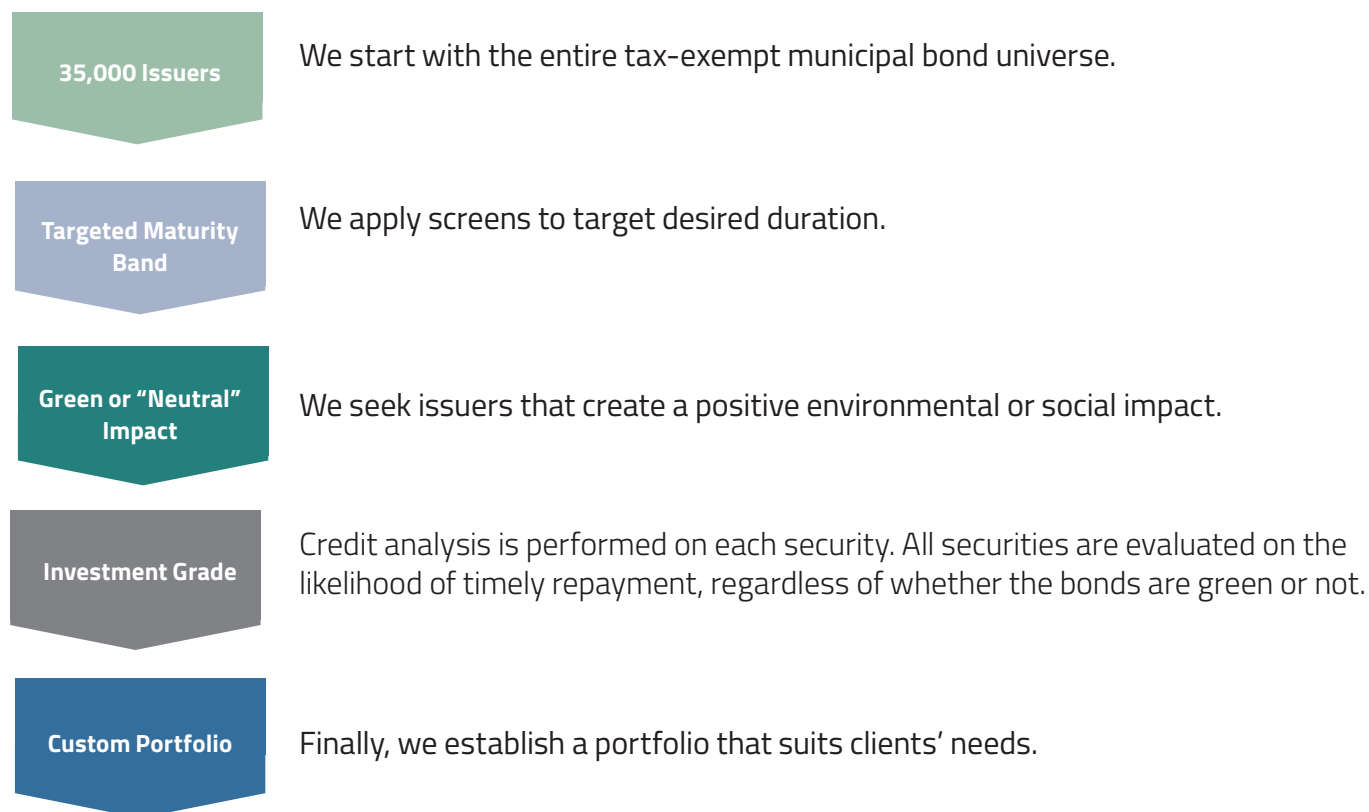 35,000 Issuers
We start with the entire tax-exempt municipal bond universe.
Targeted Maturity
Band
We apply screens to target desired duration.
Green or “Neutral”
Impact
We seek issuers that create a positive environmental or social impact.
Investment Grade
Credit analysis is performed on each security. All securities are evaluated on the
likelihood of timely repayment, regardless of whether the bonds are green or not.
Custom Portfolio
Finally, we establish a portfolio that suits clients’ needs.